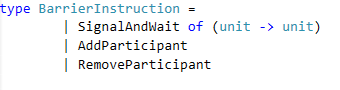 type BarrierInstruction =
| SignalAndWait of (unit -> unit)
| AddParticipant
| RemoveParticipant